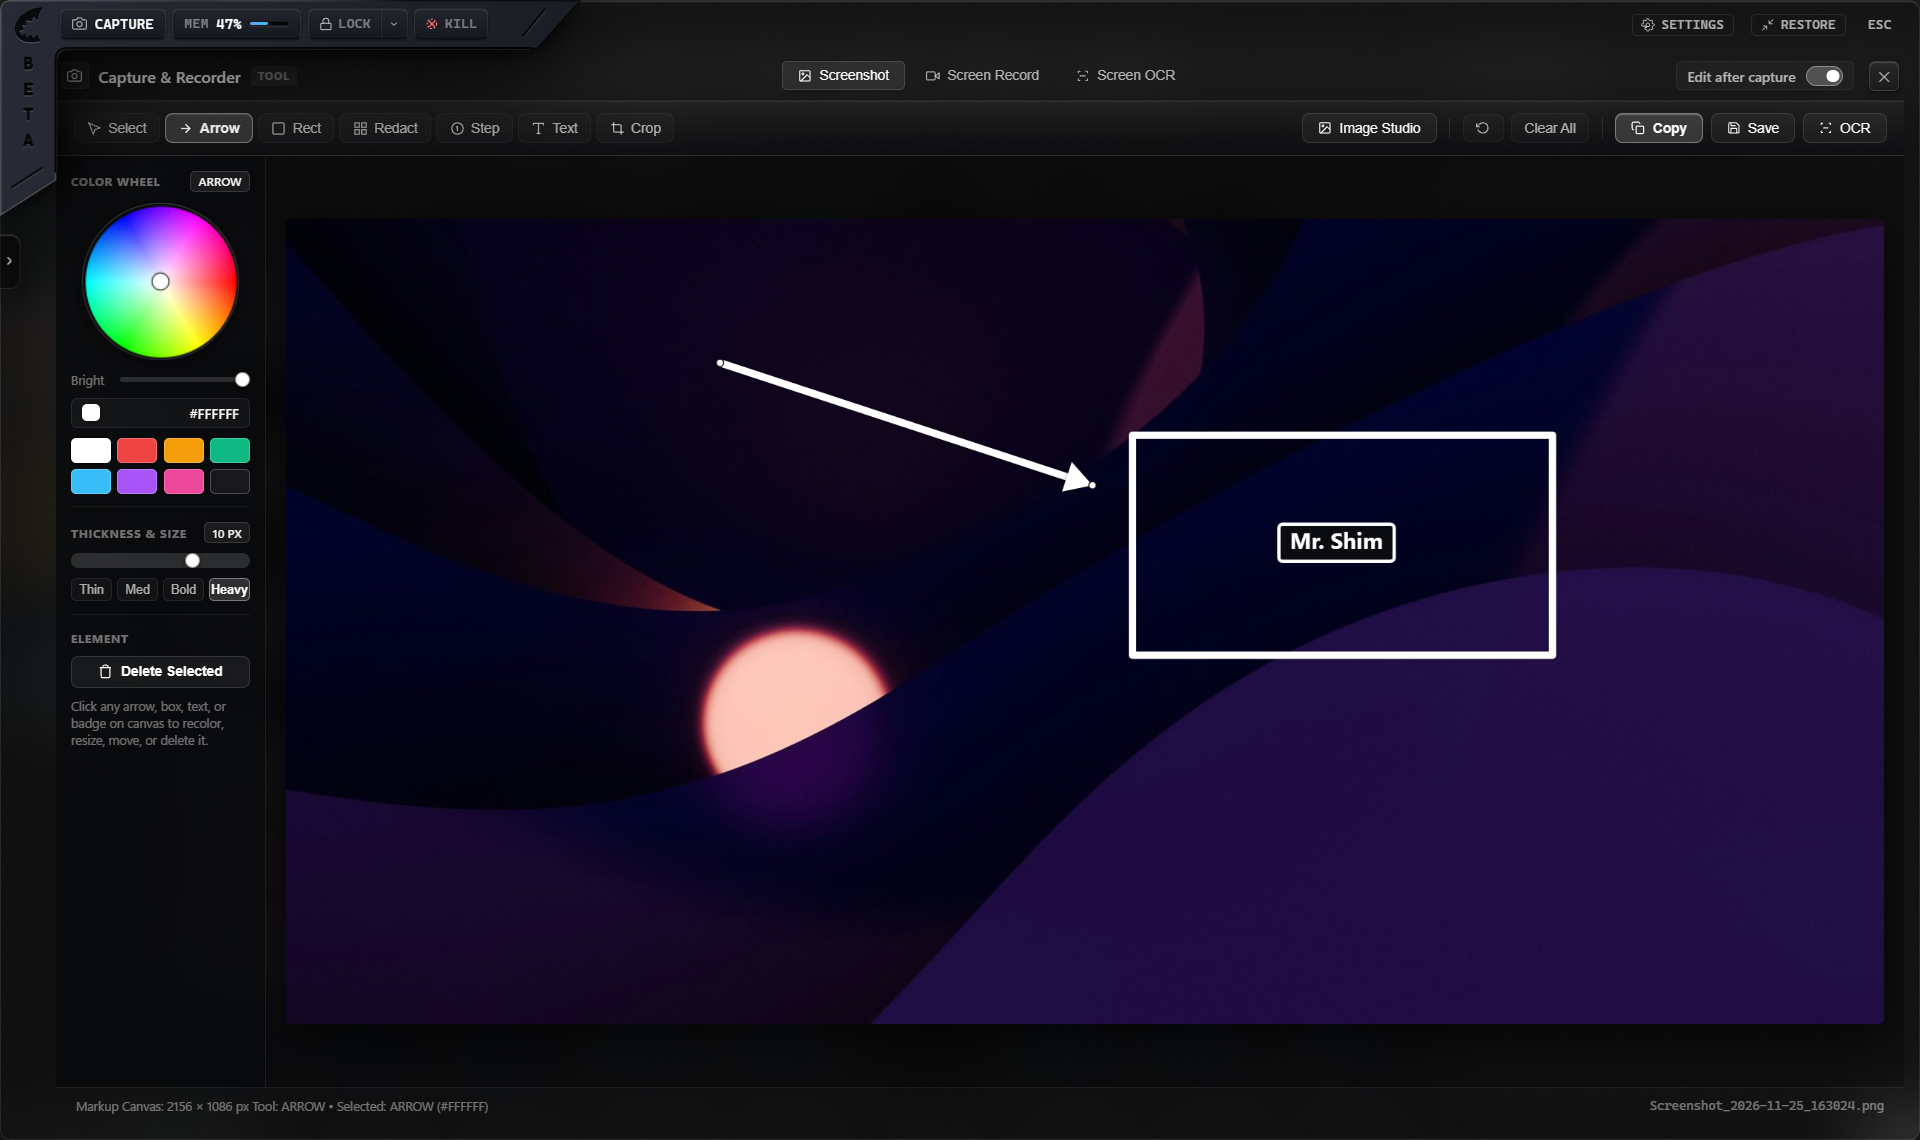 CAPTURE
MEM 47%
LOCK
KILL
SETTINGS
RESTORE
ESC
BETA
Capture & Recorder
TOOL
Screenshot
Screen Record
Screen OCR
Edit after capture
Select
Arrow
Rect
Redact
Step
Text
Crop
Image Studio
Clear All
Copy
Save
OCR
COLOR WHEEL
ARROW
Bright
#FFFFFF
THICKNESS & SIZE
10 PX
Thin
Med
Bold
Heavy
ELEMENT
Delete Selected
Click any arrow, box, text, or
badge on canvas to recolor,
resize, move, or delete it.
Mr. Shim
Markup Canvas: 2156 × 1086 px Tool: ARROW • Selected: ARROW (#FFFFFF)
Screenshot_2026-11-25_163024.png